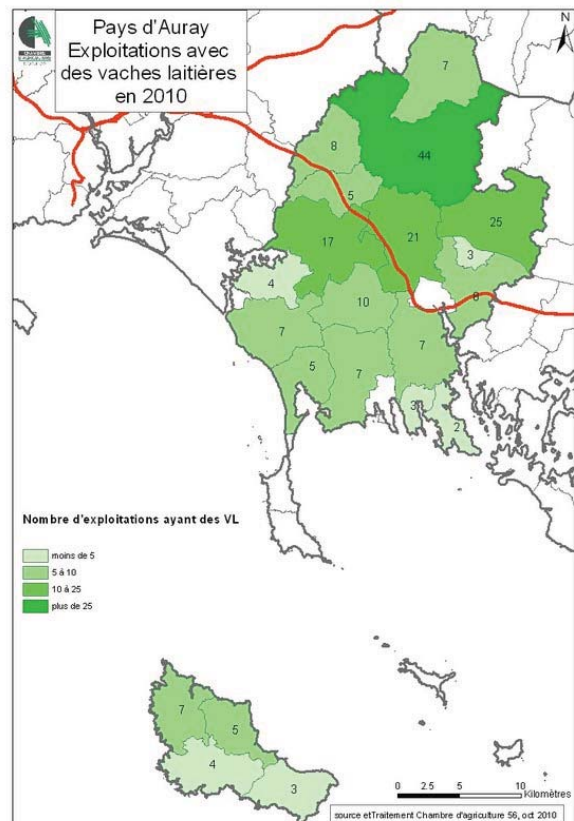 Pays d'Auray
Exploitations avec
des vaches laitières
en 2010
N
7
8
44
5
17
21
25
3
4
10
7
7
5
7
3
2
Nombre d'exploitations ayant des VL
moins de 5
5 à 10
10 à 25
plus de 25
7
5
4
3
0 2.5 5 10
Kilomètres
source etTraitement Chambre d'agriculture 56, oct 2010